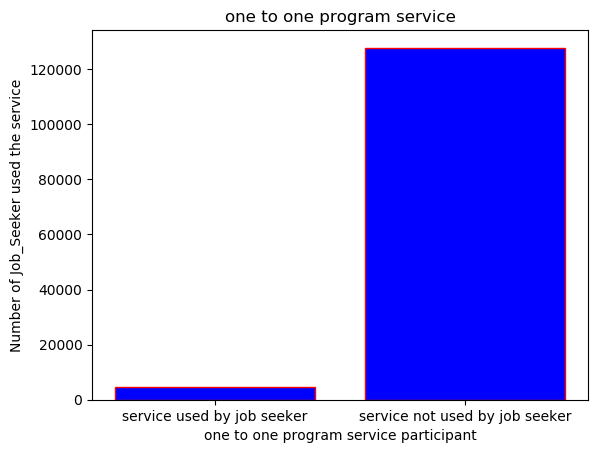 one to one program service
Number of Job_Seeker used the service
120000
100000
80000
60000
40000
20000
0
service used by job seeker
service not used by job seeker
one to one program service participant